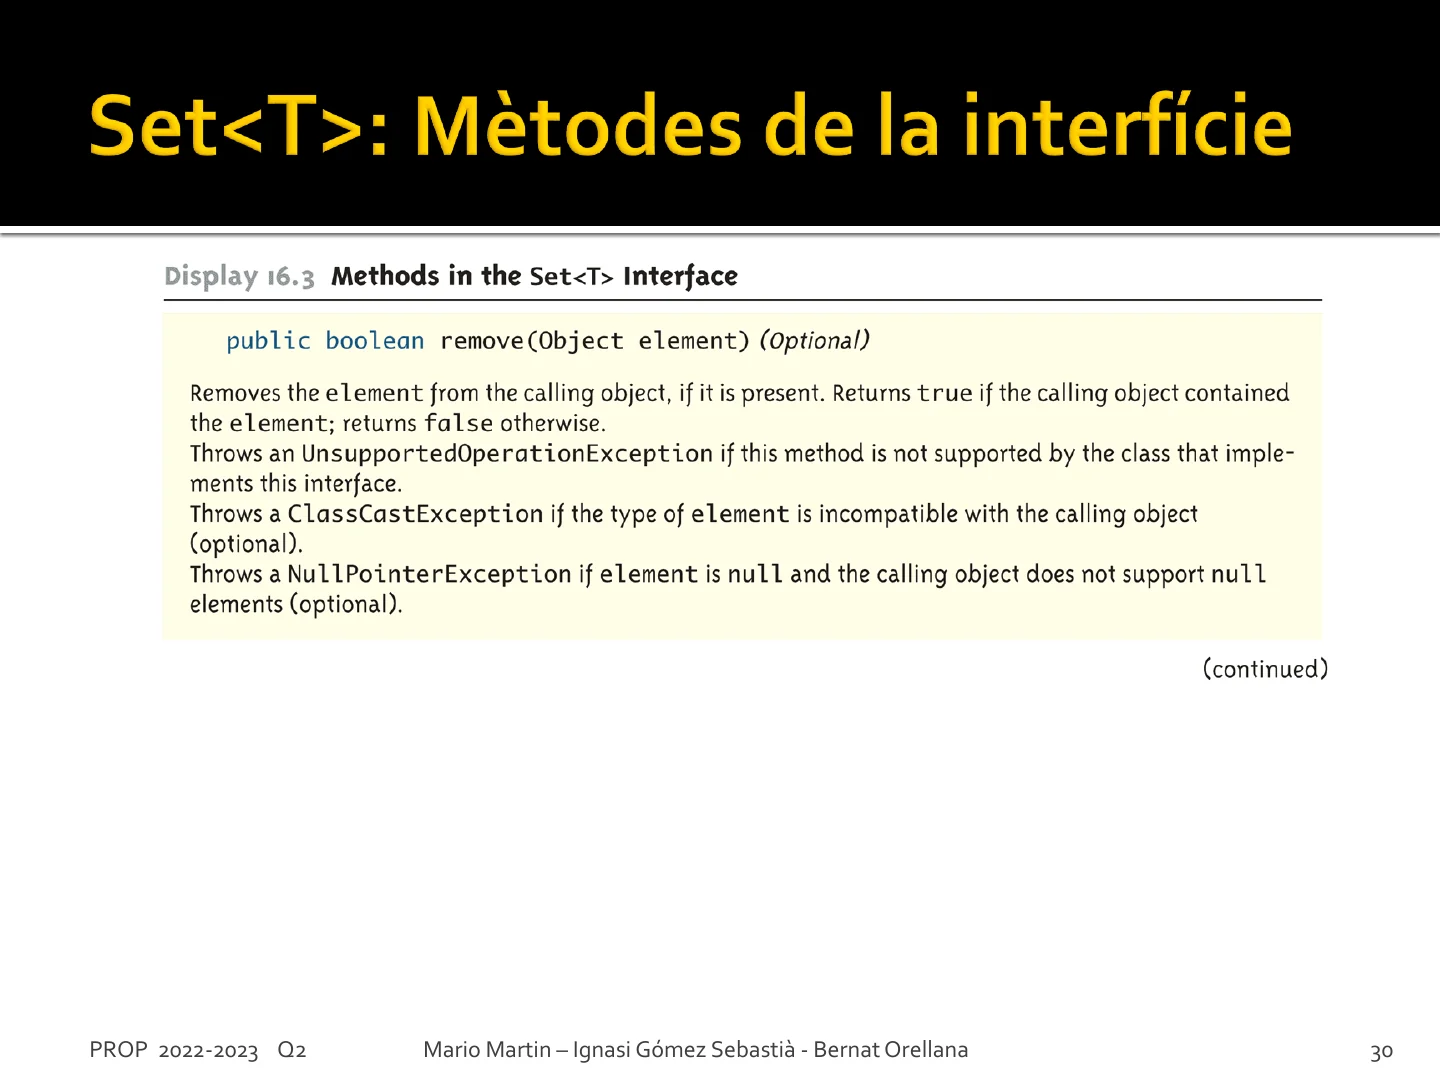 Set<T>: Mètodes de la interfície
Display 16.3 Methods in the Set<T> Interface
public boolean remove(Object element) (Optional)
Removes the element from the calling object, if it is present. Returns true if the calling object contained
the element; returns false otherwise.
Throws an UnsupportedOperationException if this method is not supported by the class that imple-
ments this interface.
Throws a ClassCastException if the type of element is incompatible with the calling object
(optional).
Throws a NullPointerException if element is null and the calling object does not support null
elements (optional).
(continued)
PROP 2022-2023 Q2 Mario Martin – Ignasi Gómez Sebastià - Bernat Orellana 30